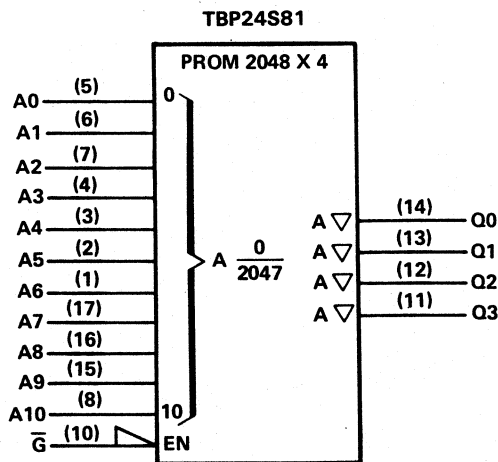 TBP24S81
PROM 2048 X 4
A0 (5) 0
A1 (6)
A2 (7)
A3 (4)
A4 (3)
A5 (2)
A6 (1)
A7 (17)
A8 (16)
A9 (15)
A10 (8) 10
G̅ (10) EN
A 0/2047
A ▽ (14) Q0
A ▽ (13) Q1
A ▽ (12) Q2
A ▽ (11) Q3